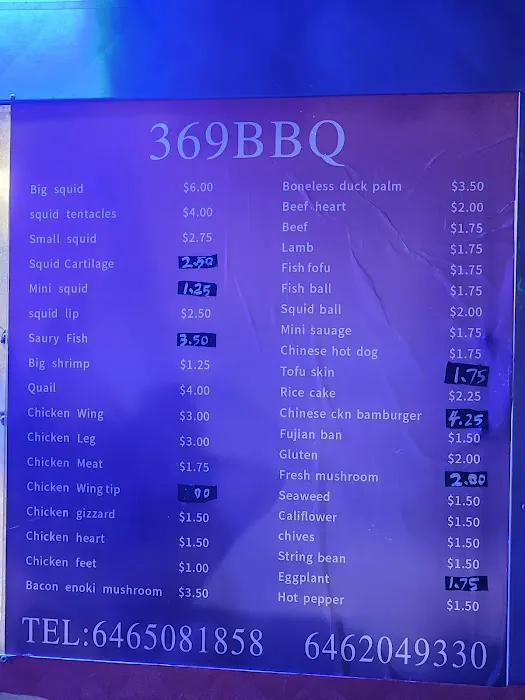 369BBQ
Big squid $6.00
squid tentacles $4.00
Small squid $2.75
Squid Cartilage 2.50
Mini squid 1.25
squid lip $2.50
Saury Fish 3.50
Big shrimp $1.25
Quail $4.00
Chicken Wing $3.00
Chicken Leg $3.00
Chicken Meat $1.75
Chicken Wing tip
Chicken gizzard $1.50
Chicken heart $1.50
Chicken feet $1.00
Bacon enoki mushroom $3.50
Boneless duck palm $3.50
Beef heart $2.00
Beef $1.75
Lamb $1.75
Fish fofu $1.75
Fish ball $1.75
Squid ball $2.00
Mini sauage $1.75
Chinese hot dog $1.75
Tofu skin 1.75
Rice cake $2.25
Chinese ckn bamburger 4.25
Fujian ban $1.50
Gluten $2.00
Fresh mushroom 2.00
Seaweed $1.50
Califlower $1.50
chives $1.50
String bean $1.50
Eggplant 1.75
Hot pepper $1.50
TEL:6465081858 6462049330